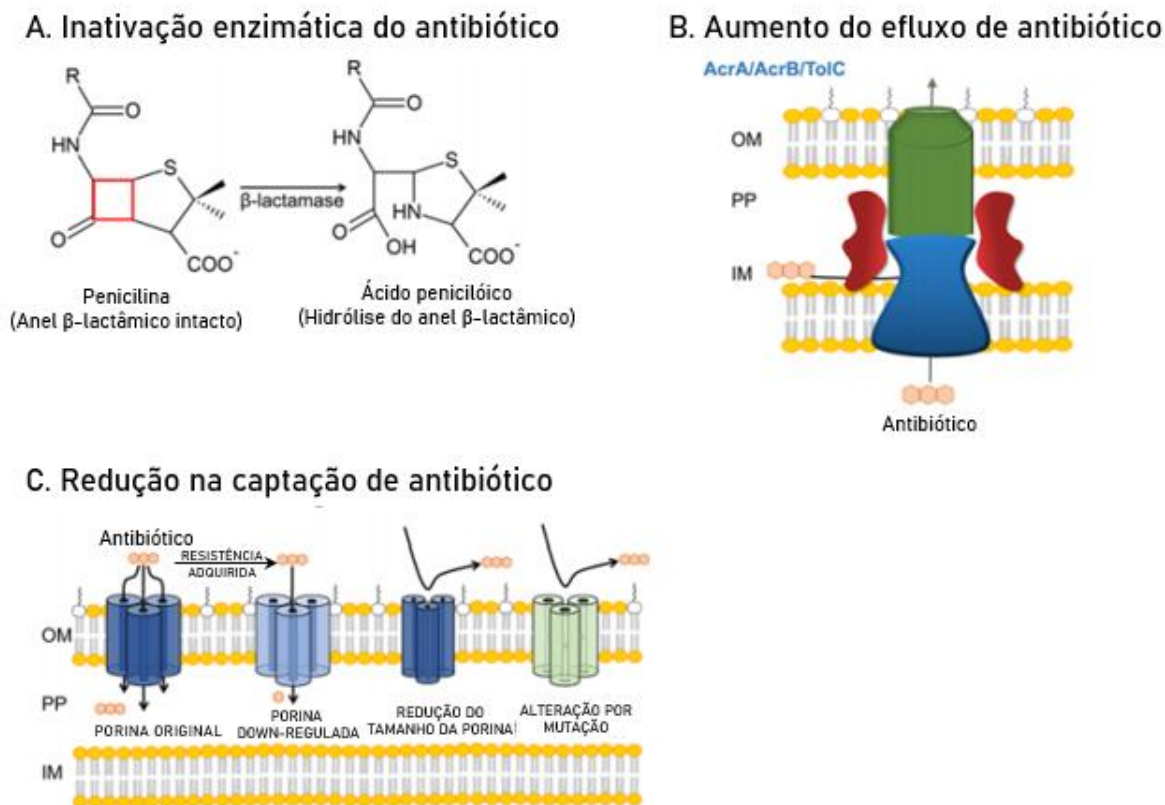 A. Inativação enzimática do antibiótico
R
O
HN
S
O
COO-
β-lactamase
R
O
HN
S
HN
O
OH
COO-
Penicilina
(Anel β-lactâmico intacto)
Ácido penicilóico
(Hidrólise do anel β-lactâmico)
B. Aumento do efluxo de antibiótico
AcrA/AcrB/TolC
OM
PP
IM
Antibiótico
C. Redução na captação de antibiótico
Antibiótico
RESISTÊNCIA
ADQUIRIDA
OM
PP
IM
PORINA ORIGINAL
PORINA
DOWN-REGULADA
REDUÇÃO DO
TAMANHO DA PORINA
ALTERAÇÃO POR
MUTAÇÃO